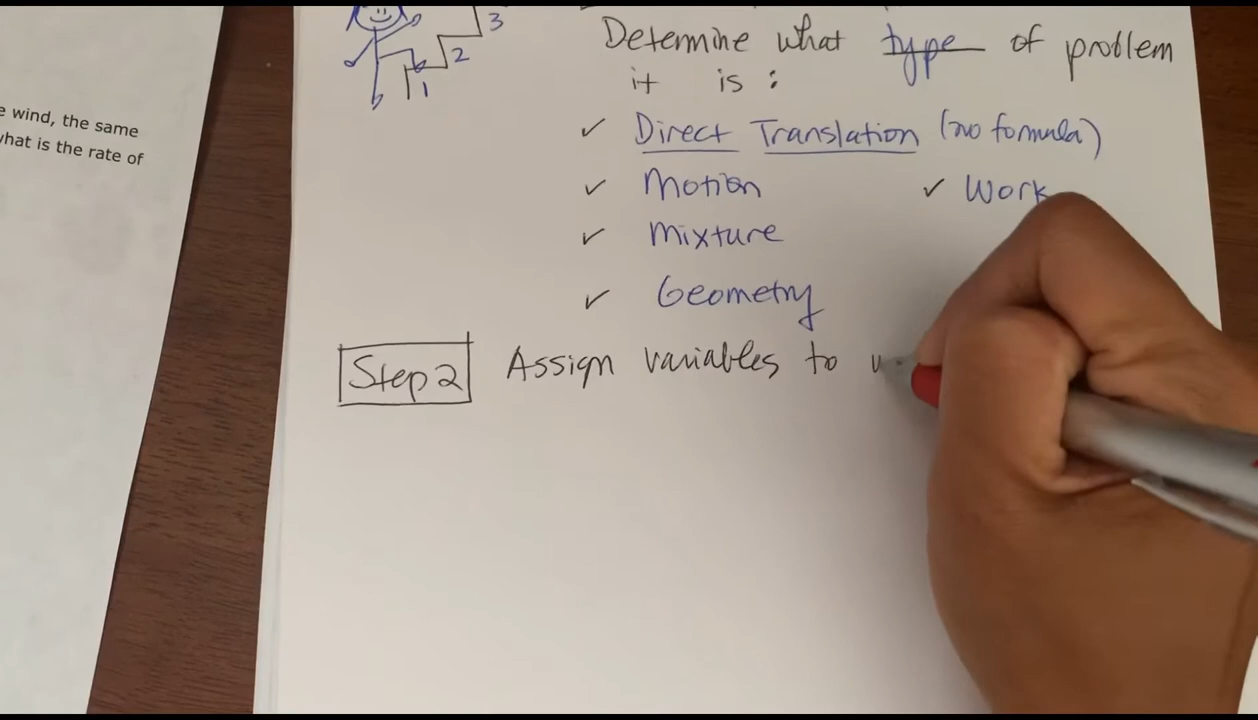 e wind, the same
what is the rate of
3
2
1
Determine what type of problem
it is :
✓ Direct Translation (no formula)
✓ Motion ✓ Work
✓ Mixture
✓ Geometry
Step 2 Assign variables to